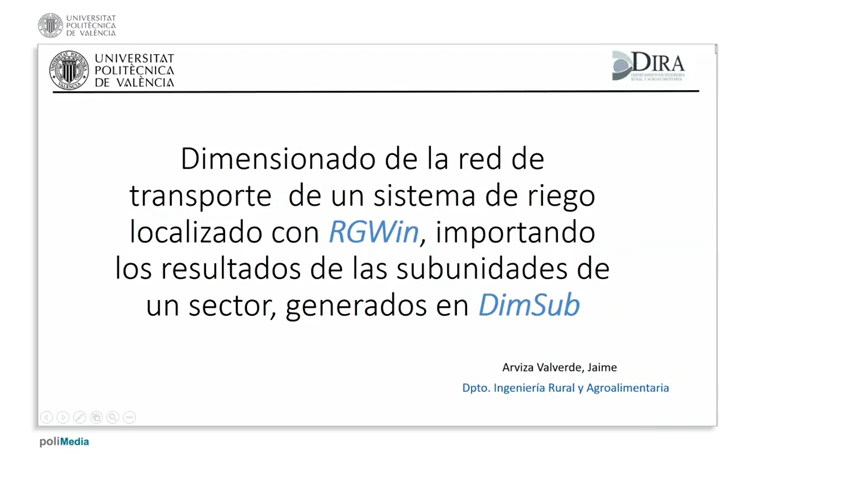 UNIVERSITAT
POLITÈCNICA
DE VALÈNCIA
UNIVERSITAT
POLITÈCNICA
DE VALÈNCIA
DIRA
Dimensionado de la red de
transporte de un sistema de riego
localizado con RGWin, importando
los resultados de las subunidades de
un sector, generados en DimSub
Arviza Valverde, Jaime
Dpto. Ingeniería Rural y Agroalimentaria
poliMedia